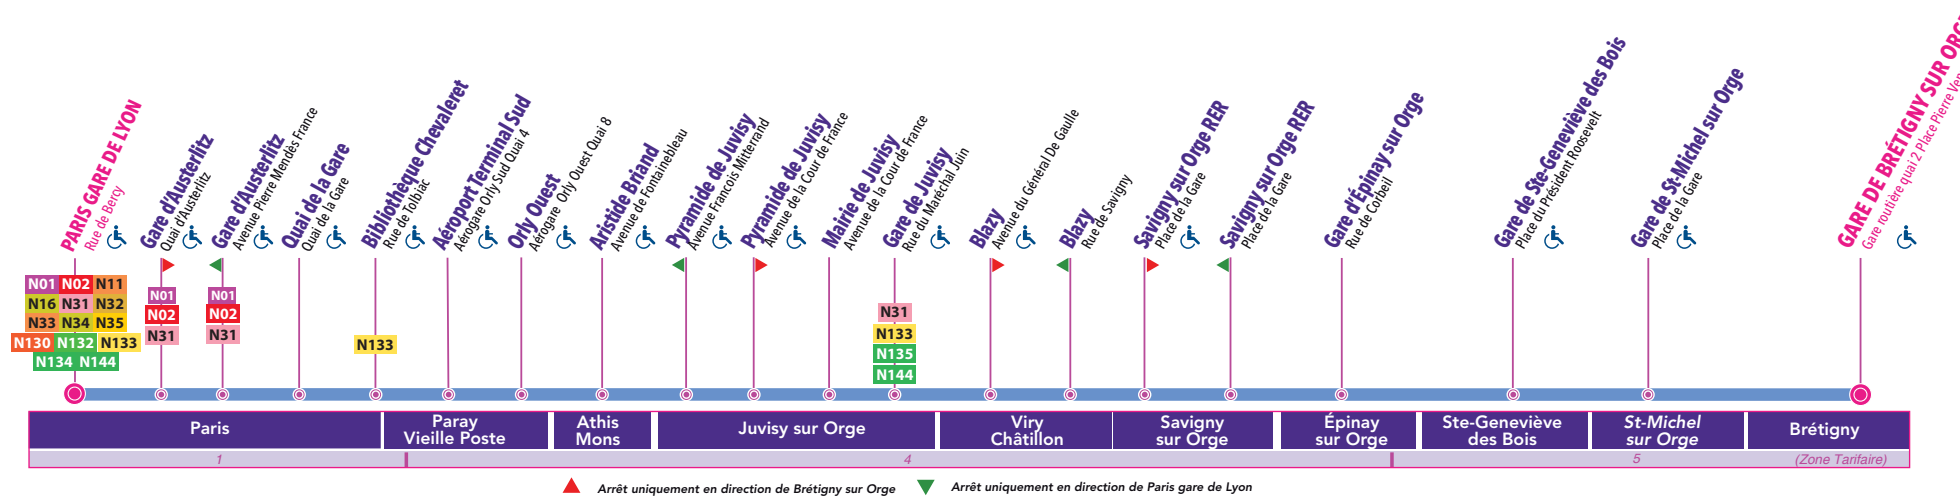 PARIS GARE DE LYON
Rue de Bercy
Gare d'Austerlitz
Quai d'Austerlitz
Gare d'Austerlitz
Avenue Pierre Mendès France
Quai de la Gare
Quai de la Gare
Bibliothèque Chevaleret
Rue de Tolbiac
Aéroport Terminal Sud
Aérogare Orly Sud Quai 4
Orly Ouest
Aérogare Orly Ouest Quai 8
Aristide Briand
Avenue de Fontainebleau
Pyramide de Juvisy
Avenue Francois Mitterrand
Pyramide de Juvisy
Avenue de la Cour de France
Mairie de Juvisy
Avenue de la Cour de France
Gare de Juvisy
Rue du Maréchal Juin
Blazy
Avenue du Général De Gaulle
Blazy
Rue de Savigny
Savigny sur Orge RER
Place de la Gare
Savigny sur Orge RER
Place de la Gare
Gare d'Épinay sur Orge
Rue de Corbeil
Gare de Ste-Geneviève des Bois
Place du Président Roosevelt
Gare de St-Michel sur Orge
Place de la Gare
GARE DE BRÉTIGNY SUR ORGE
Gare routière quai 2 Place Pierre
N01 N02 N11
N16 N31 N32
N33 N34 N35
N130 N132 N133
N134 N144
N01
N02
N31
N01
N02
N31
N133
N31
N133
N135
N144
Paris
Paray
Vieille Poste
Athis
Mons
Juvisy sur Orge
Viry
Châtillon
Savigny
sur Orge
Épinay
sur Orge
Ste-Geneviève
des Bois
St-Michel
sur Orge
Brétigny
1
4
5
(Zone Tarifaire)
Arrêt uniquement en direction de Brétigny sur Orge
Arrêt uniquement en direction de Paris gare de Lyon